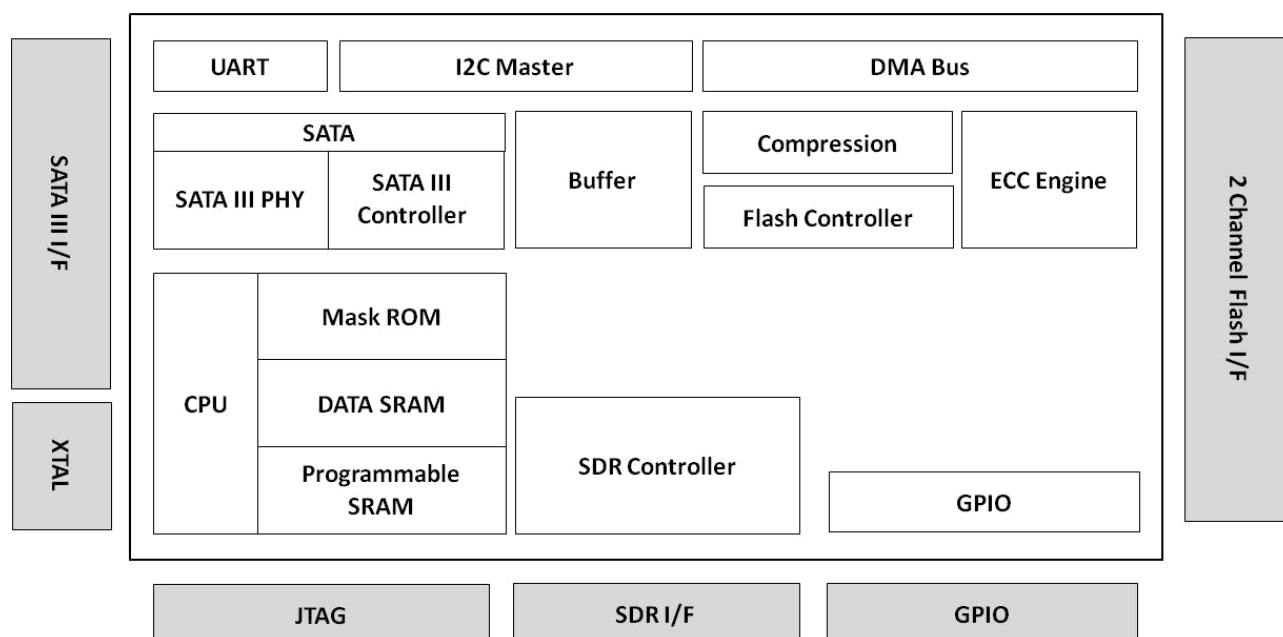 UART
I2C Master
DMA Bus
SATA III I/F
SATA
SATA III PHY
SATA III
Controller
Buffer
Compression
Flash Controller
ECC Engine
2 Channel Flash I/F
CPU
Mask ROM
DATA SRAM
Programmable
SRAM
SDR Controller
GPIO
XTAL
JTAG
SDR I/F
GPIO